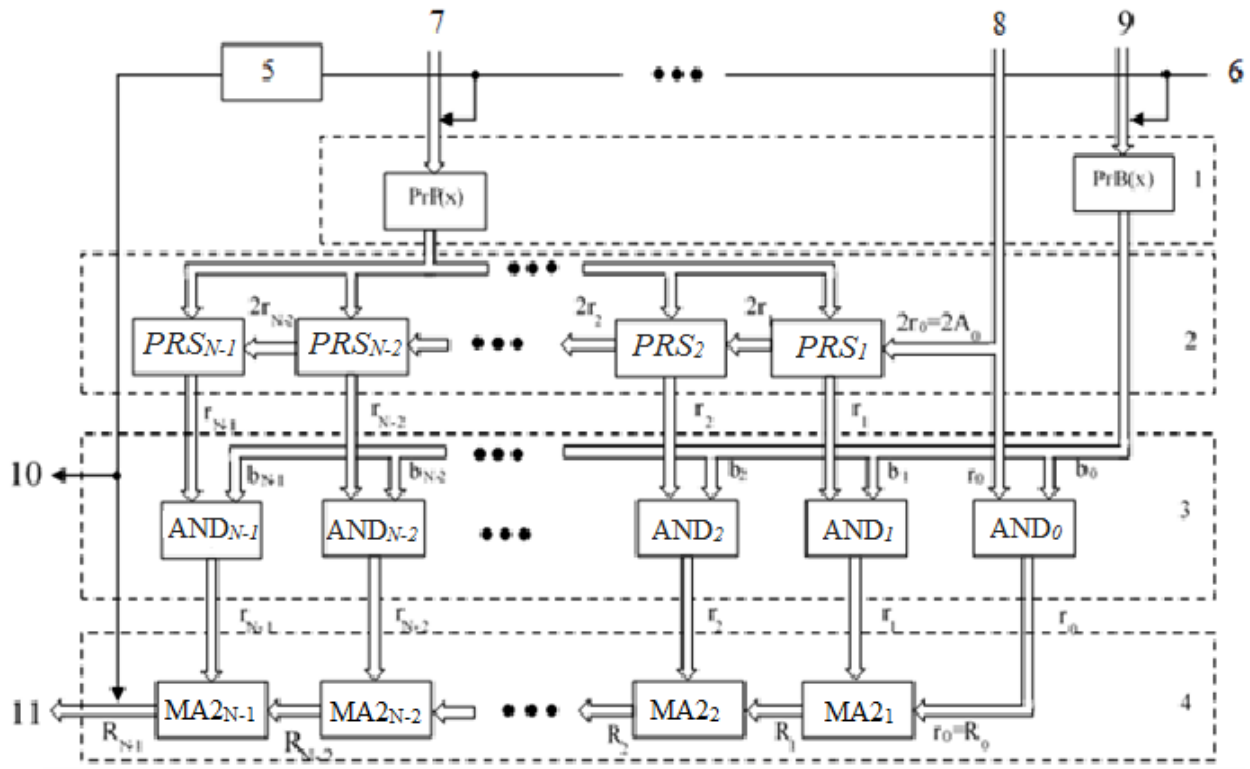 7 8 9
5 6
PrP(x) PrB(x) 1
2r_{N-2} 2r_2 2r_1 2r_0=2A_0
PRS_{N-1} PRS_{N-2} PRS_2 PRS_1 2
r_{N-1} r_{N-2} r_2 r_1
10 b_{N-1} b_{N-2} b_2 b_1 r_0 b_0
AND_{N-1} AND_{N-2} AND_2 AND_1 AND_0 3
r_{N-1} r_{N-2} r_2 r_1 r_0
11 MA2_{N-1} MA2_{N-2} MA2_2 MA2_1 4
R_{N-1} R_{N-2} R_2 R_1 r_0=R_0